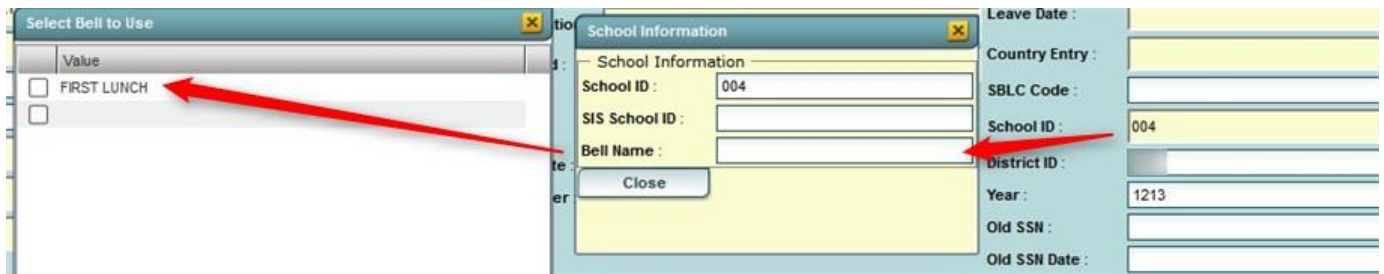 Select Bell to Use
Value
FIRST LUNCH
School Information
School Information
School ID : 004
SIS School ID :
Bell Name :
Close
Leave Date :
Country Entry :
SBLC Code :
School ID : 004
District ID :
Year : 1213
Old SSN :
Old SSN Date :